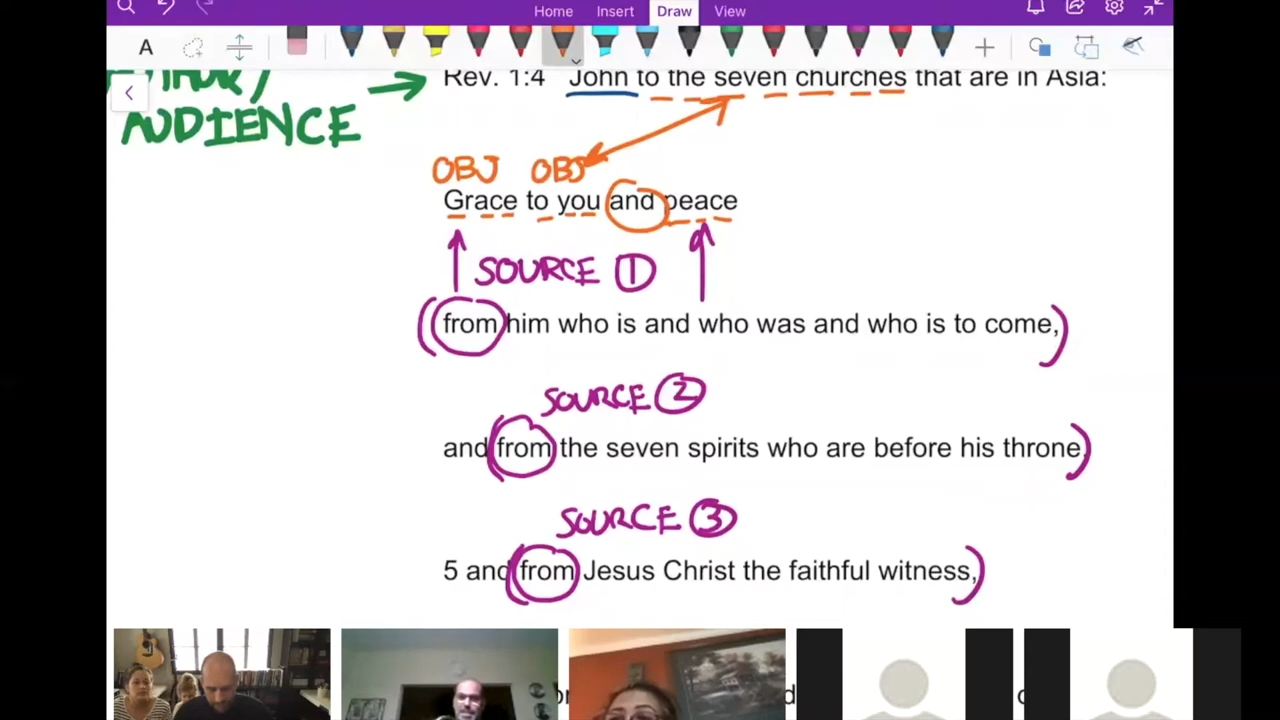 Home Insert Draw View
A
Rev. 1:4 John to the seven churches that are in Asia:
AUDIENCE
OBJ OBJ
Grace to you and peace
SOURCE 1
(from him who is and who was and who is to come,)
SOURCE 2
and (from the seven spirits who are before his throne,)
SOURCE 3
5 and (from Jesus Christ the faithful witness,)